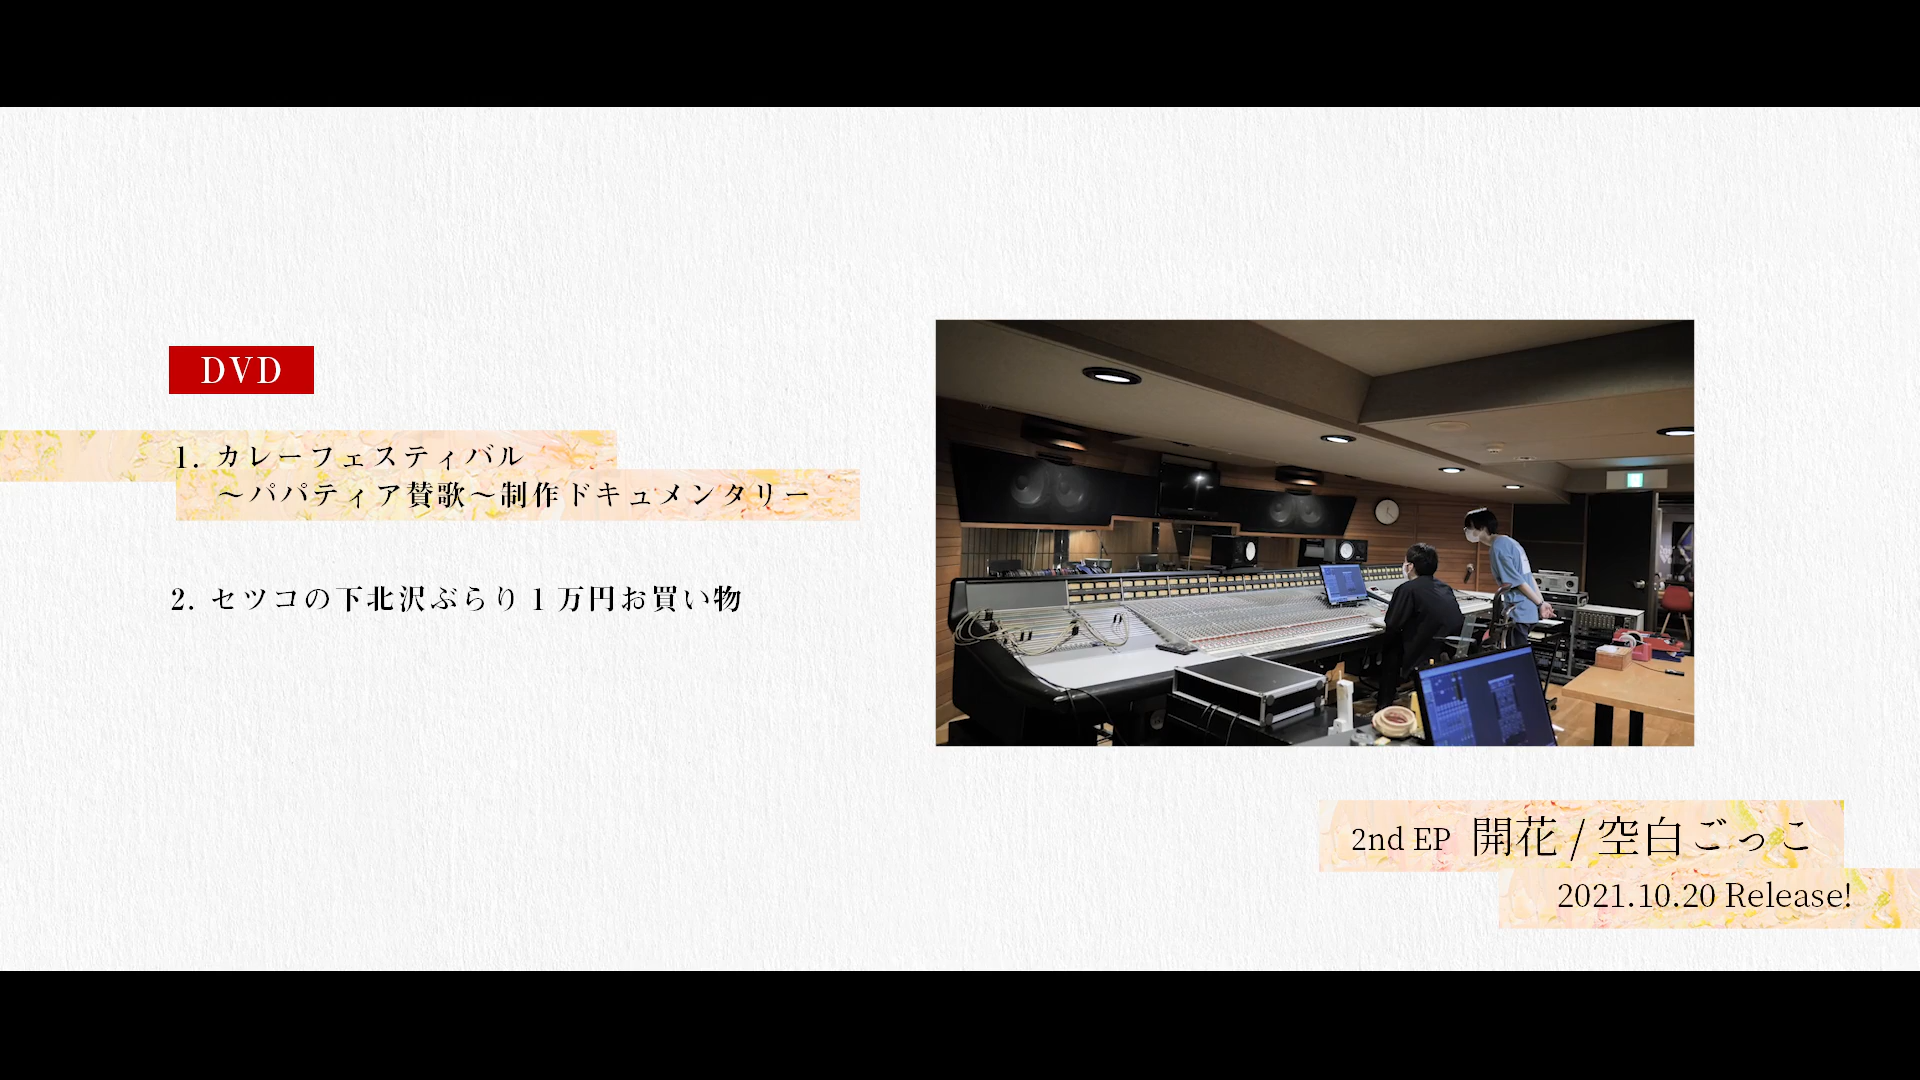 DVD
1. カレーフェスティバル
〜パパティア賛歌〜制作ドキュメンタリー
2. セツコの下北沢ぶらり1万円お買い物
2nd EP 開花 / 空白ごっこ
2021.10.20 Release!